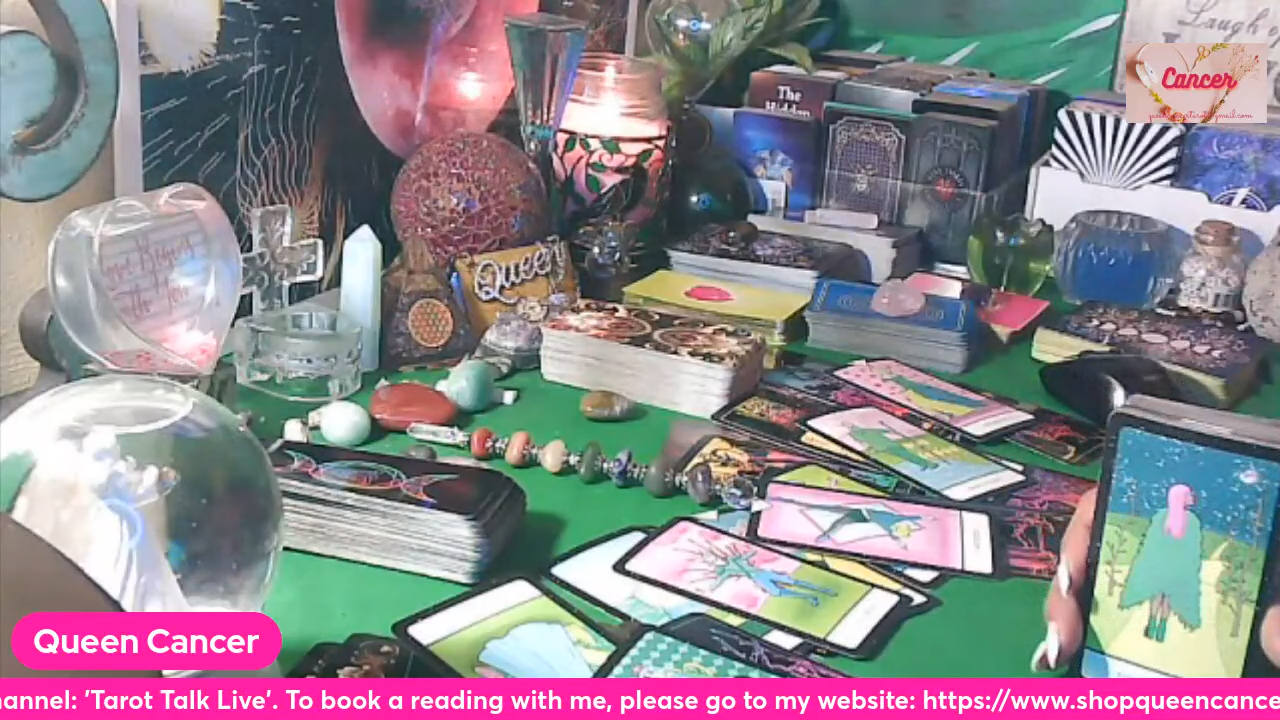 Laugh
Cancer
The
Hidden
Queen
Queen Cancer
hannel: 'Tarot Talk Live'. To book a reading with me, please go to my website: https://www.shopqueencance